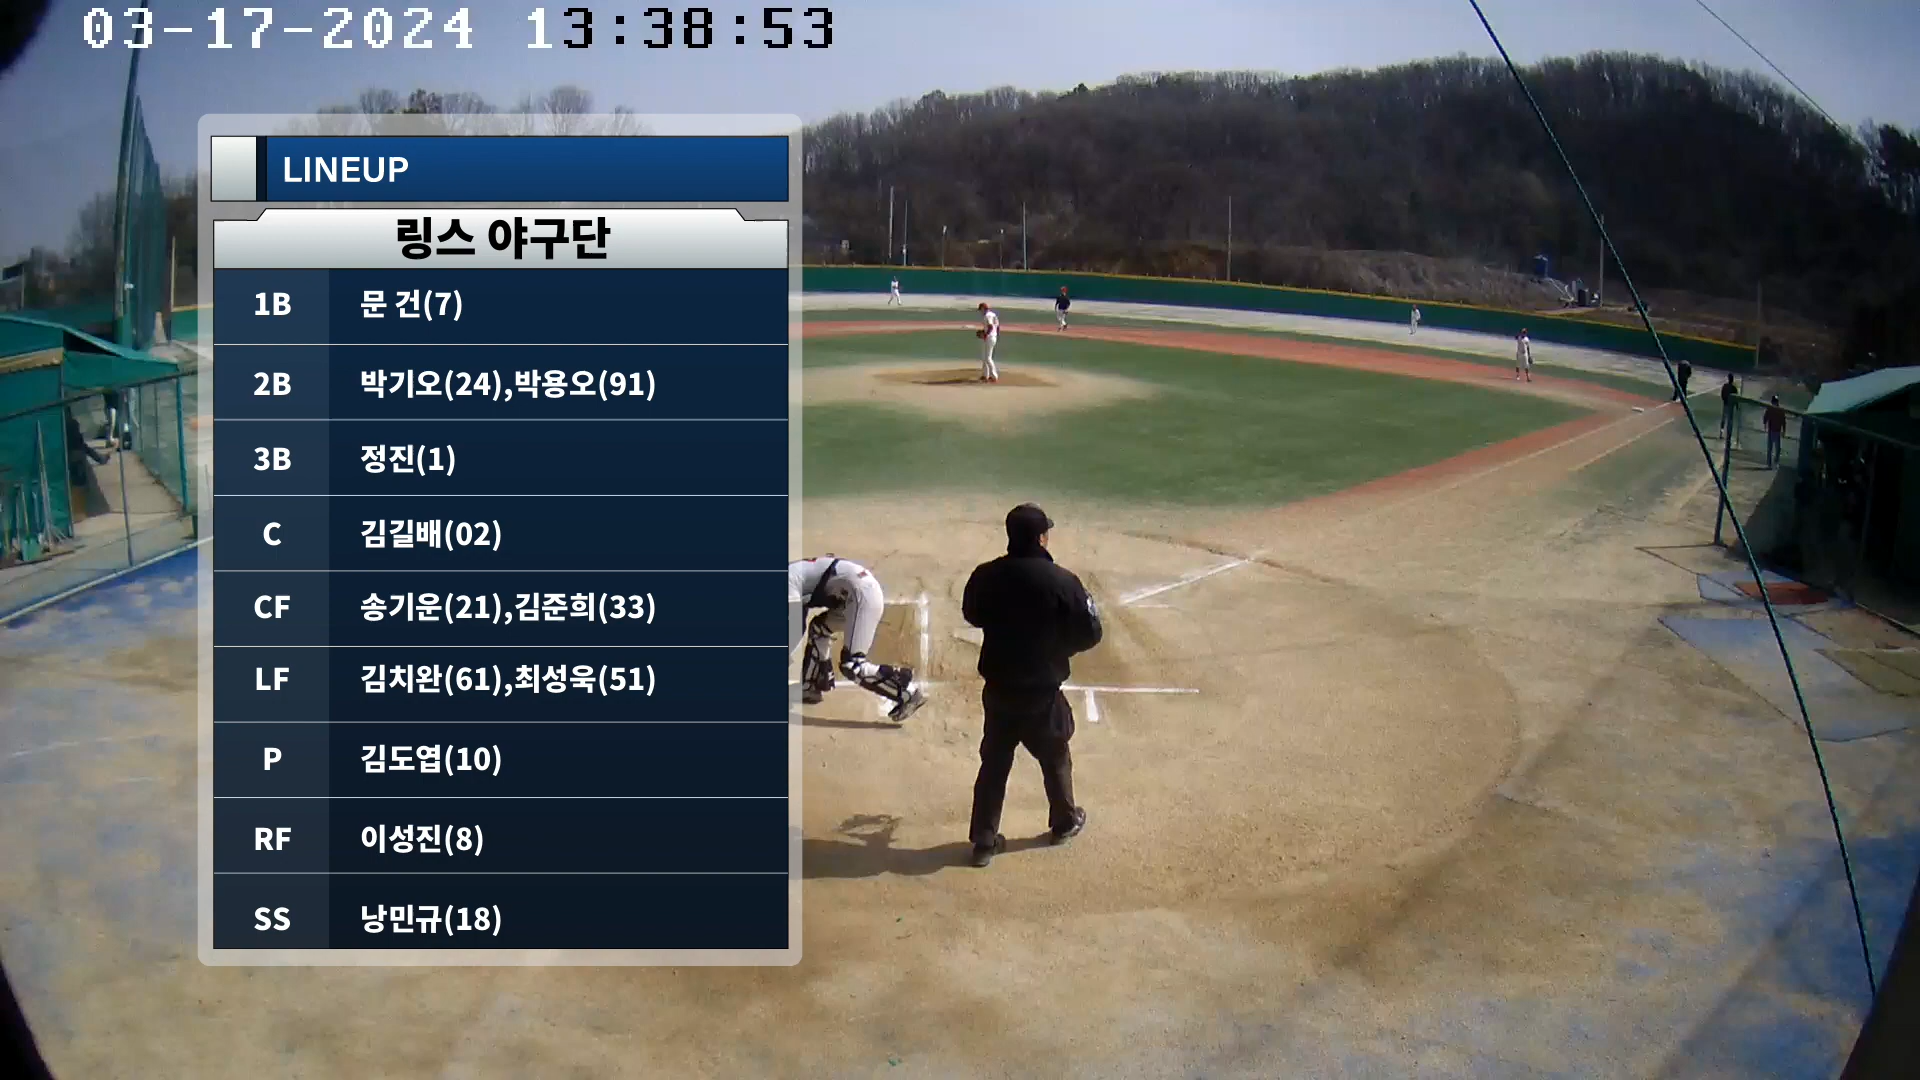 03-17-2024 13:38:53
LINEUP
링스 야구단
1B 문 건(7)
2B 박기오(24),박용오(91)
3B 정진(1)
C 김길배(02)
CF 송기운(21),김준희(33)
LF 김치완(61),최성욱(51)
P 김도엽(10)
RF 이성진(8)
SS 낭민규(18)